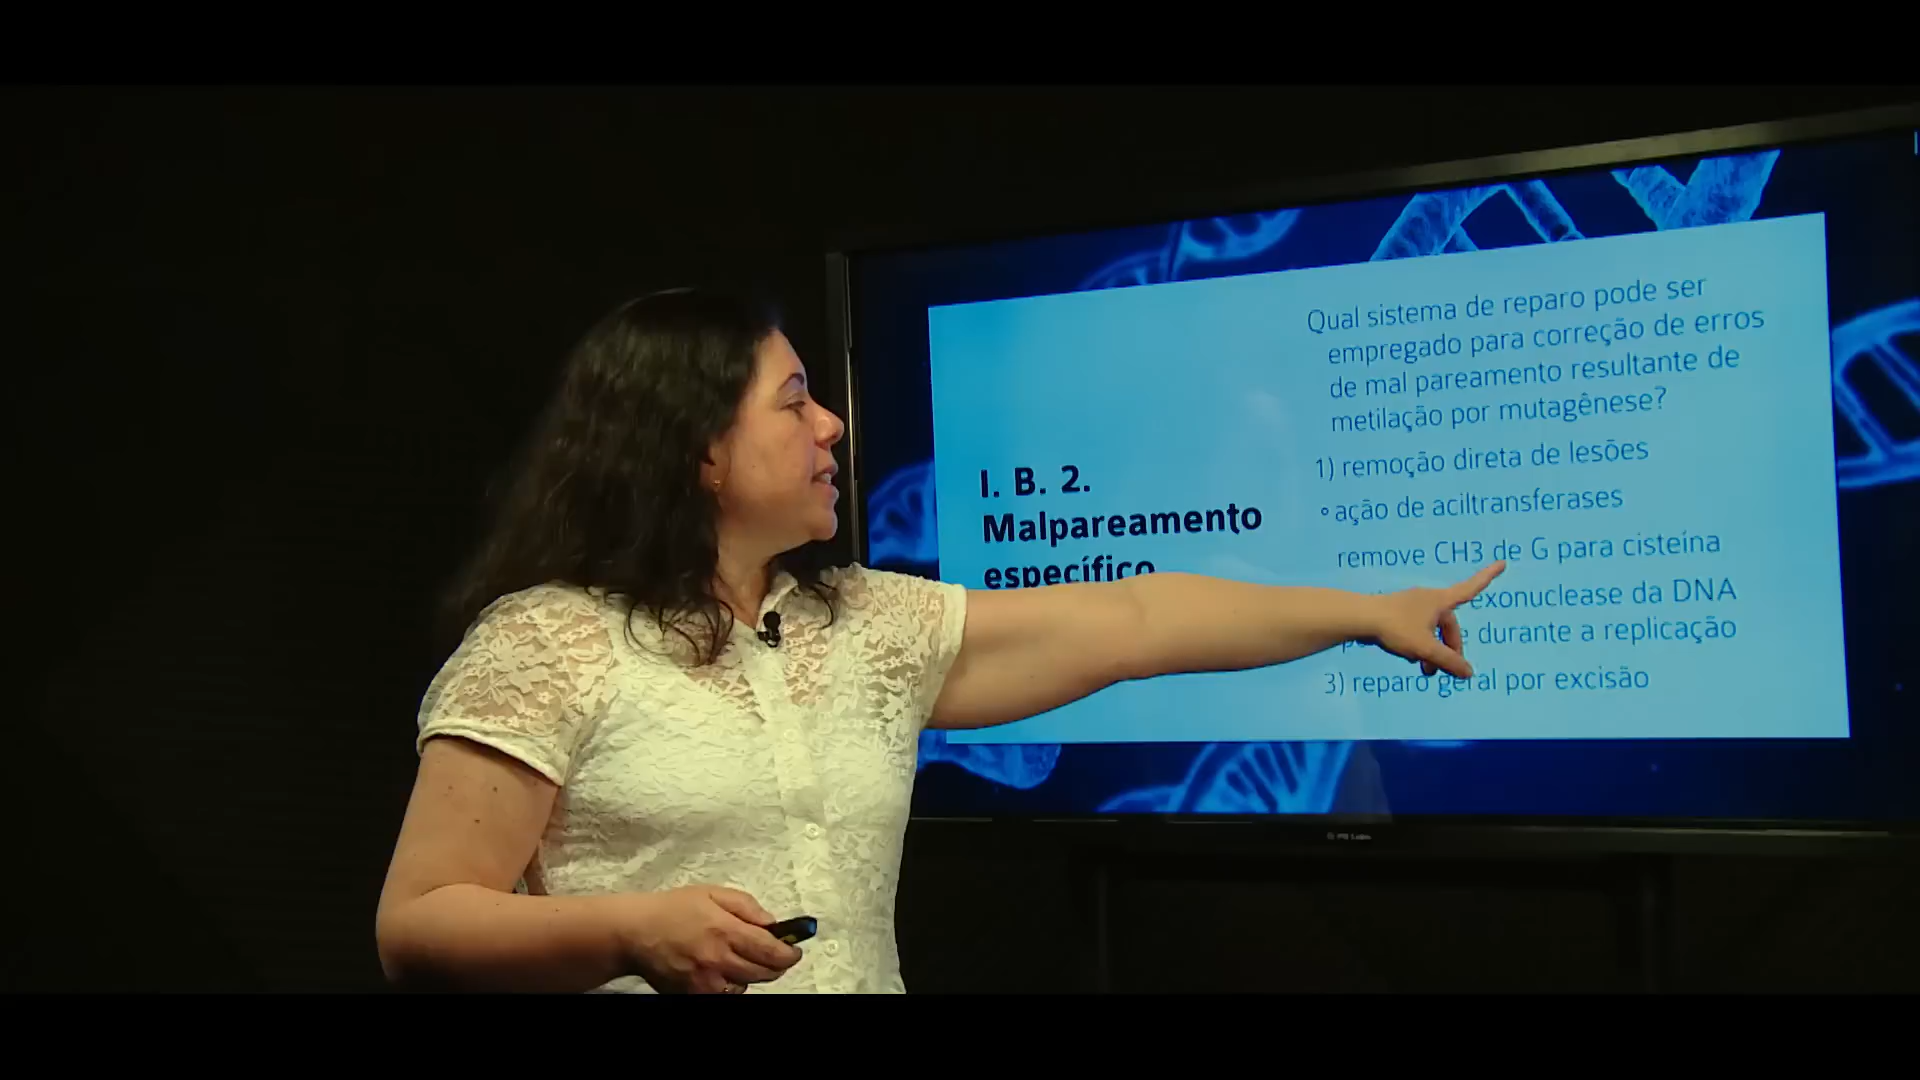 I. B. 2.
Malpareamento
específico
Qual sistema de reparo pode ser
empregado para correção de erros
de mal pareamento resultante de
metilação por mutagênese?
1) remoção direta de lesões
° ação de aciltransferases
remove CH3 de G para cisteína
exonuclease da DNA
durante a replicação
3) reparo geral por excisão